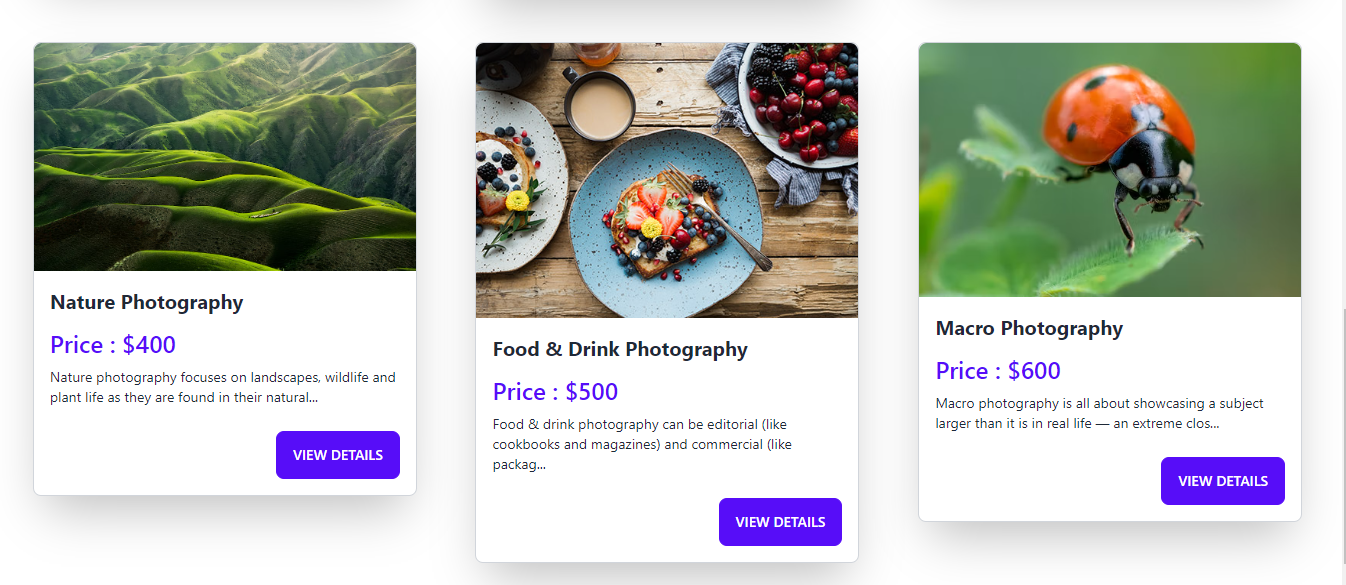 Nature Photography
Price : $400
Nature photography focuses on landscapes, wildlife and
plant life as they are found in their natural...
VIEW DETAILS
Food & Drink Photography
Price : $500
Food & drink photography can be editorial (like
cookbooks and magazines) and commercial (like
packag...
VIEW DETAILS
Macro Photography
Price : $600
Macro photography is all about showcasing a subject
larger than it is in real life — an extreme clos...
VIEW DETAILS